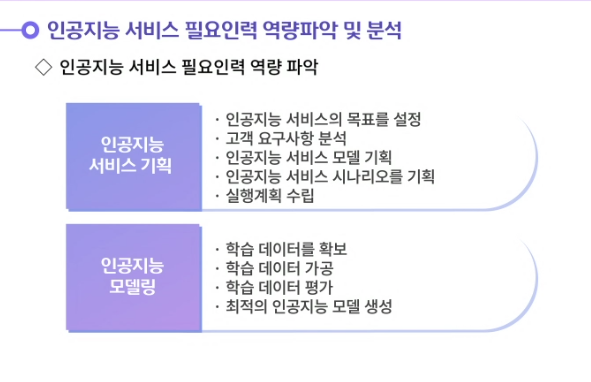 인공지능 서비스 필요인력 역량파악 및 분석
◇ 인공지능 서비스 필요인력 역량 파악
인공지능
서비스 기획
· 인공지능 서비스의 목표를 설정
· 고객 요구사항 분석
· 인공지능 서비스 모델 기획
· 인공지능 서비스 시나리오를 기획
· 실행계획 수립
인공지능
모델링
· 학습 데이터를 확보
· 학습 데이터 가공
· 학습 데이터 평가
· 최적의 인공지능 모델 생성